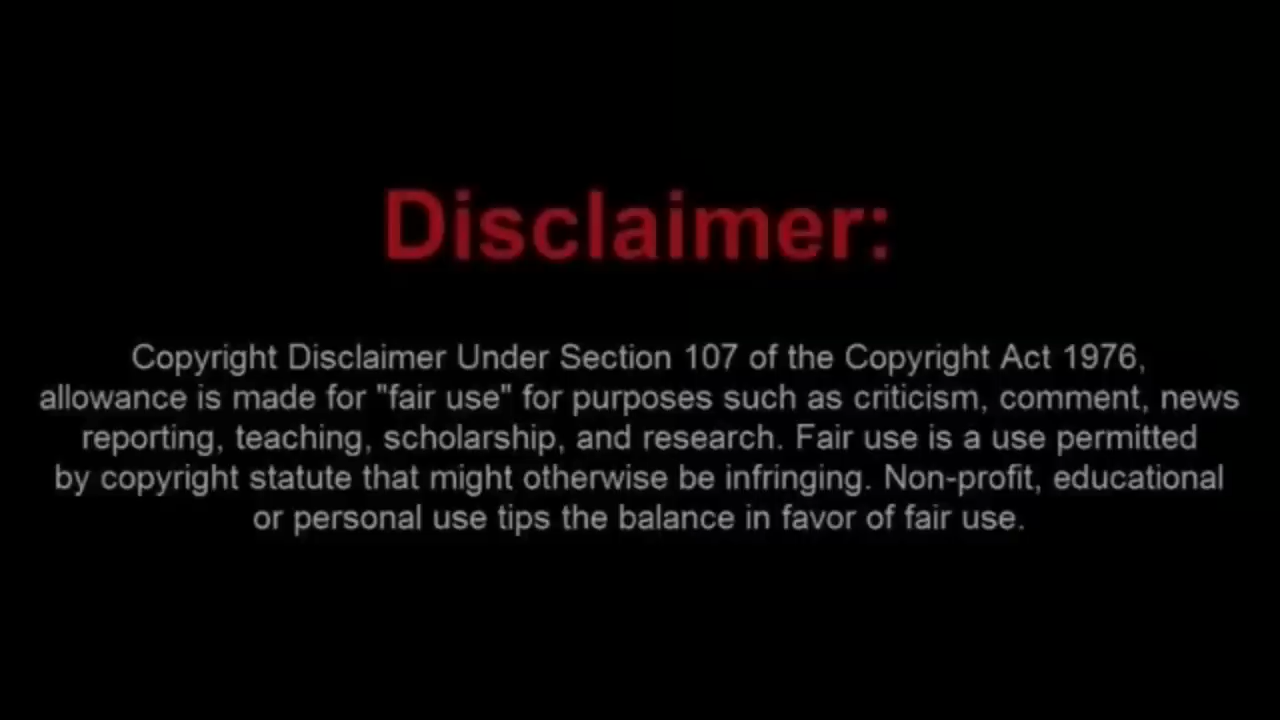 Disclaimer:
Copyright Disclaimer Under Section 107 of the Copyright Act 1976,
allowance is made for "fair use" for purposes such as criticism, comment, news
reporting, teaching, scholarship, and research. Fair use is a use permitted
by copyright statute that might otherwise be infringing. Non-profit, educational
or personal use tips the balance in favor of fair use.